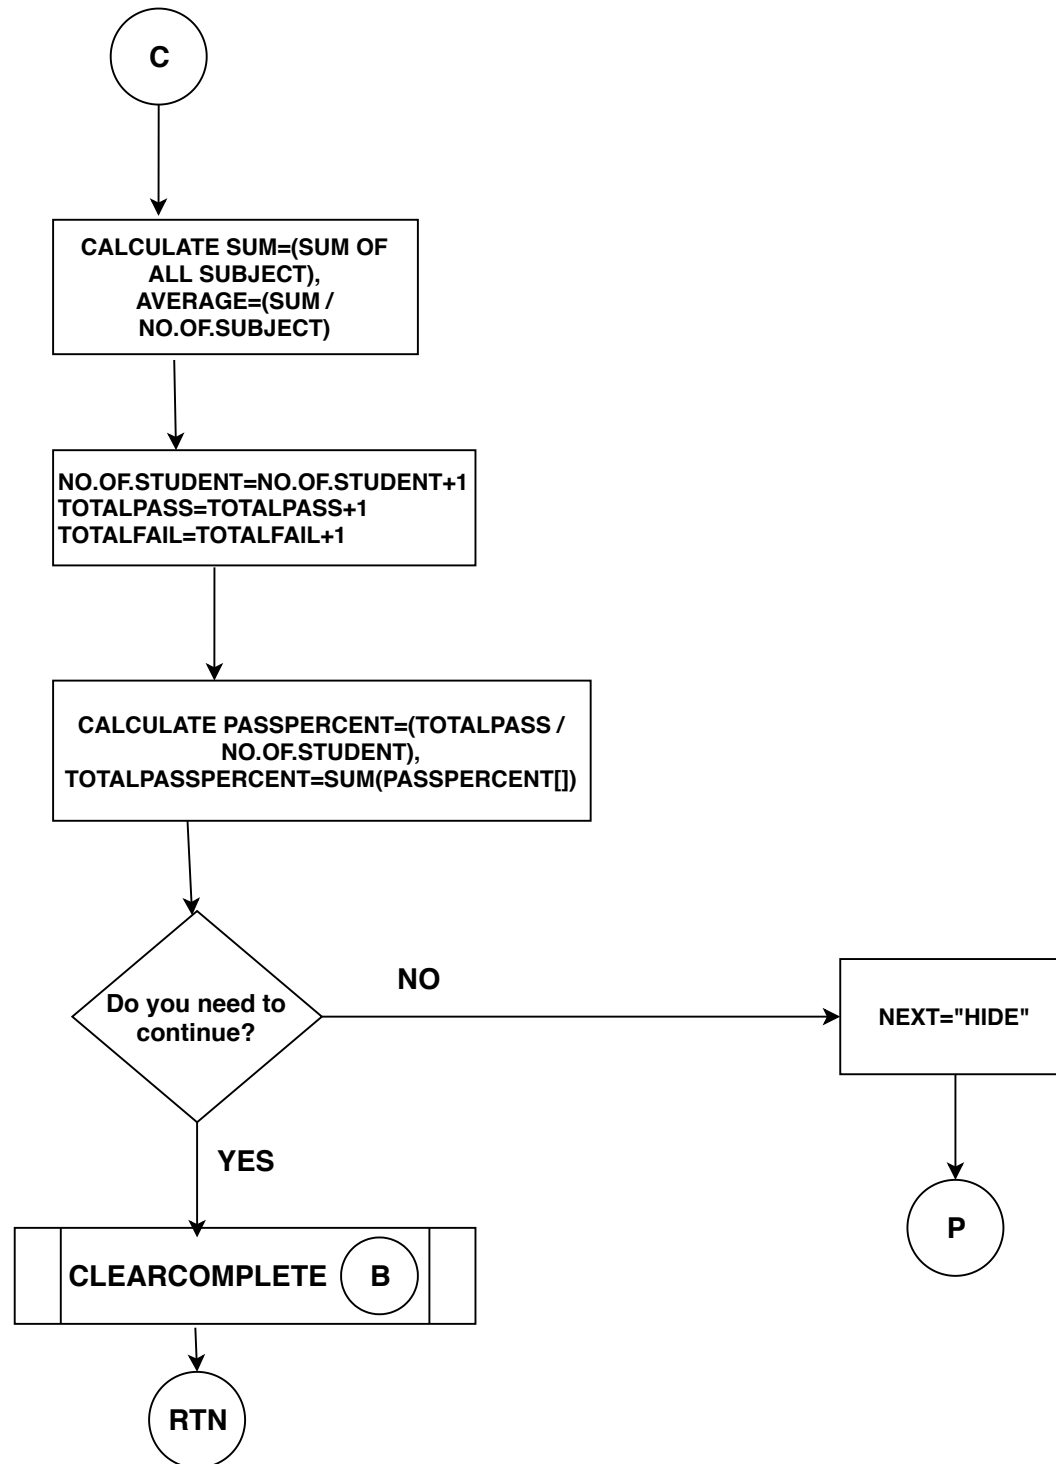 C
CALCULATE SUM=(SUM OF
ALL SUBJECT),
AVERAGE=(SUM /
NO.OF.SUBJECT)
NO.OF.STUDENT=NO.OF.STUDENT+1
TOTALPASS=TOTALPASS+1
TOTALFAIL=TOTALFAIL+1
CALCULATE PASSPERCENT=(TOTALPASS /
NO.OF.STUDENT),
TOTALPASSPERCENT=SUM(PASSPERCENT[])
Do you need to
continue?
NO
NEXT="HIDE"
P
YES
CLEARCOMPLETE B
RTN